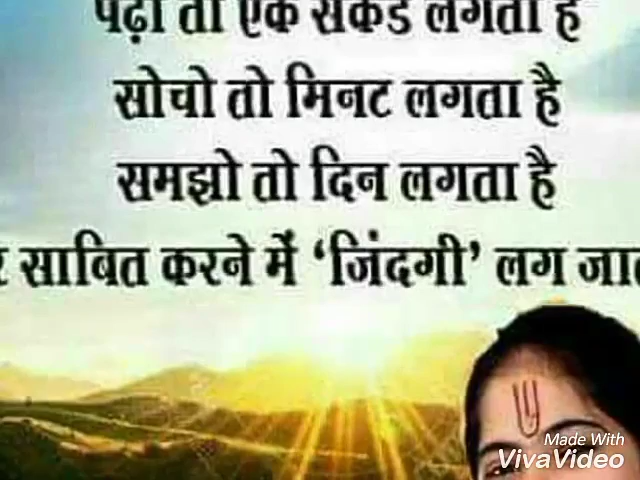 पढ़ो तो एक सेकंड लगता है
सोचो तो मिनट लगता है
समझो तो दिन लगता है
साबित करने में ‘जिंदगी’ लग
Made With
VivaVideo